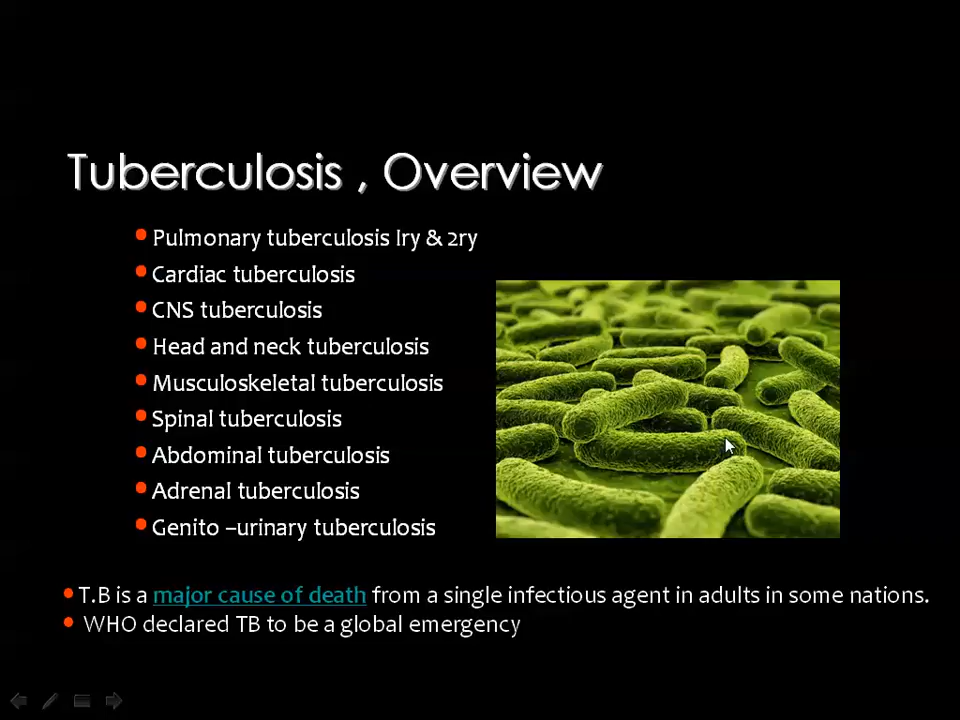 Tuberculosis , Overview
Pulmonary tuberculosis 1ry & 2ry
Cardiac tuberculosis
CNS tuberculosis
Head and neck tuberculosis
Musculoskeletal tuberculosis
Spinal tuberculosis
Abdominal tuberculosis
Adrenal tuberculosis
Genito –urinary tuberculosis
T.B is a major cause of death from a single infectious agent in adults in some nations.
WHO declared TB to be a global emergency